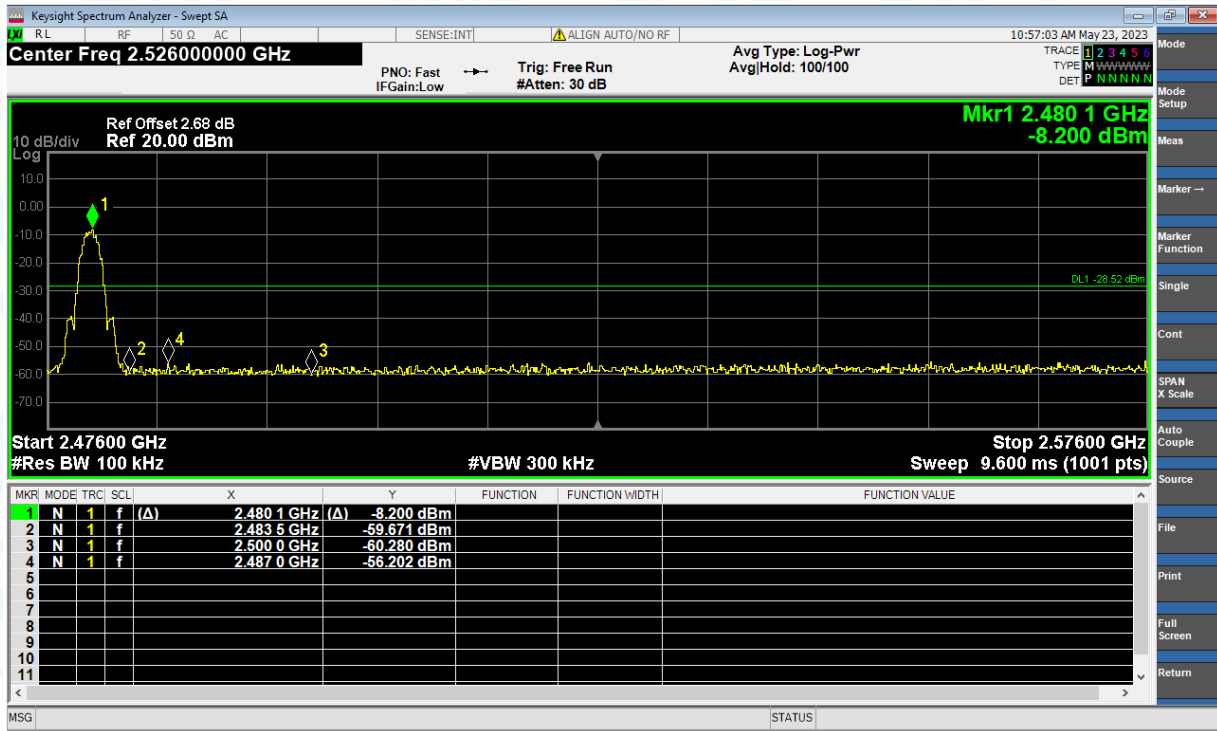 Keysight Spectrum Analyzer - Swept SA
LXI RL RF 50 Ω AC SENSE:INT ALIGN AUTO/NO RF 10:57:03 AM May 23, 2023
Center Freq 2.526000000 GHz
PNO: Fast
IFGain:Low
Trig: Free Run
#Atten: 30 dB
Avg Type: Log-Pwr
Avg|Hold: 100/100
TRACE 1 2 3 4 5 6
TYPE M WWWWW
DET P N N N N N
Ref Offset 2.68 dB
10 dB/div Ref 20.00 dBm
Log
Mkr1 2.480 1 GHz
-8.200 dBm
10.0
0.00
-10.0
-20.0
-30.0
-40.0
-50.0
-60.0
-70.0
1
2
4
3
DL1 -28.52 dBm
Start 2.47600 GHz Stop 2.57600 GHz
#Res BW 100 kHz #VBW 300 kHz Sweep 9.600 ms (1001 pts)
MKR MODE TRC SCL X Y FUNCTION FUNCTION WIDTH FUNCTION VALUE
1 N 1 f (Δ) 2.480 1 GHz (Δ) -8.200 dBm
2 N 1 f 2.483 5 GHz -59.671 dBm
3 N 1 f 2.500 0 GHz -60.280 dBm
4 N 1 f 2.487 0 GHz -56.202 dBm
5
6
7
8
9
10
11
MSG STATUS
Mode
Mode
Setup
Meas
Marker →
Marker
Function
Single
Cont
SPAN
X Scale
Auto
Couple
Source
File
Print
Full
Screen
Return